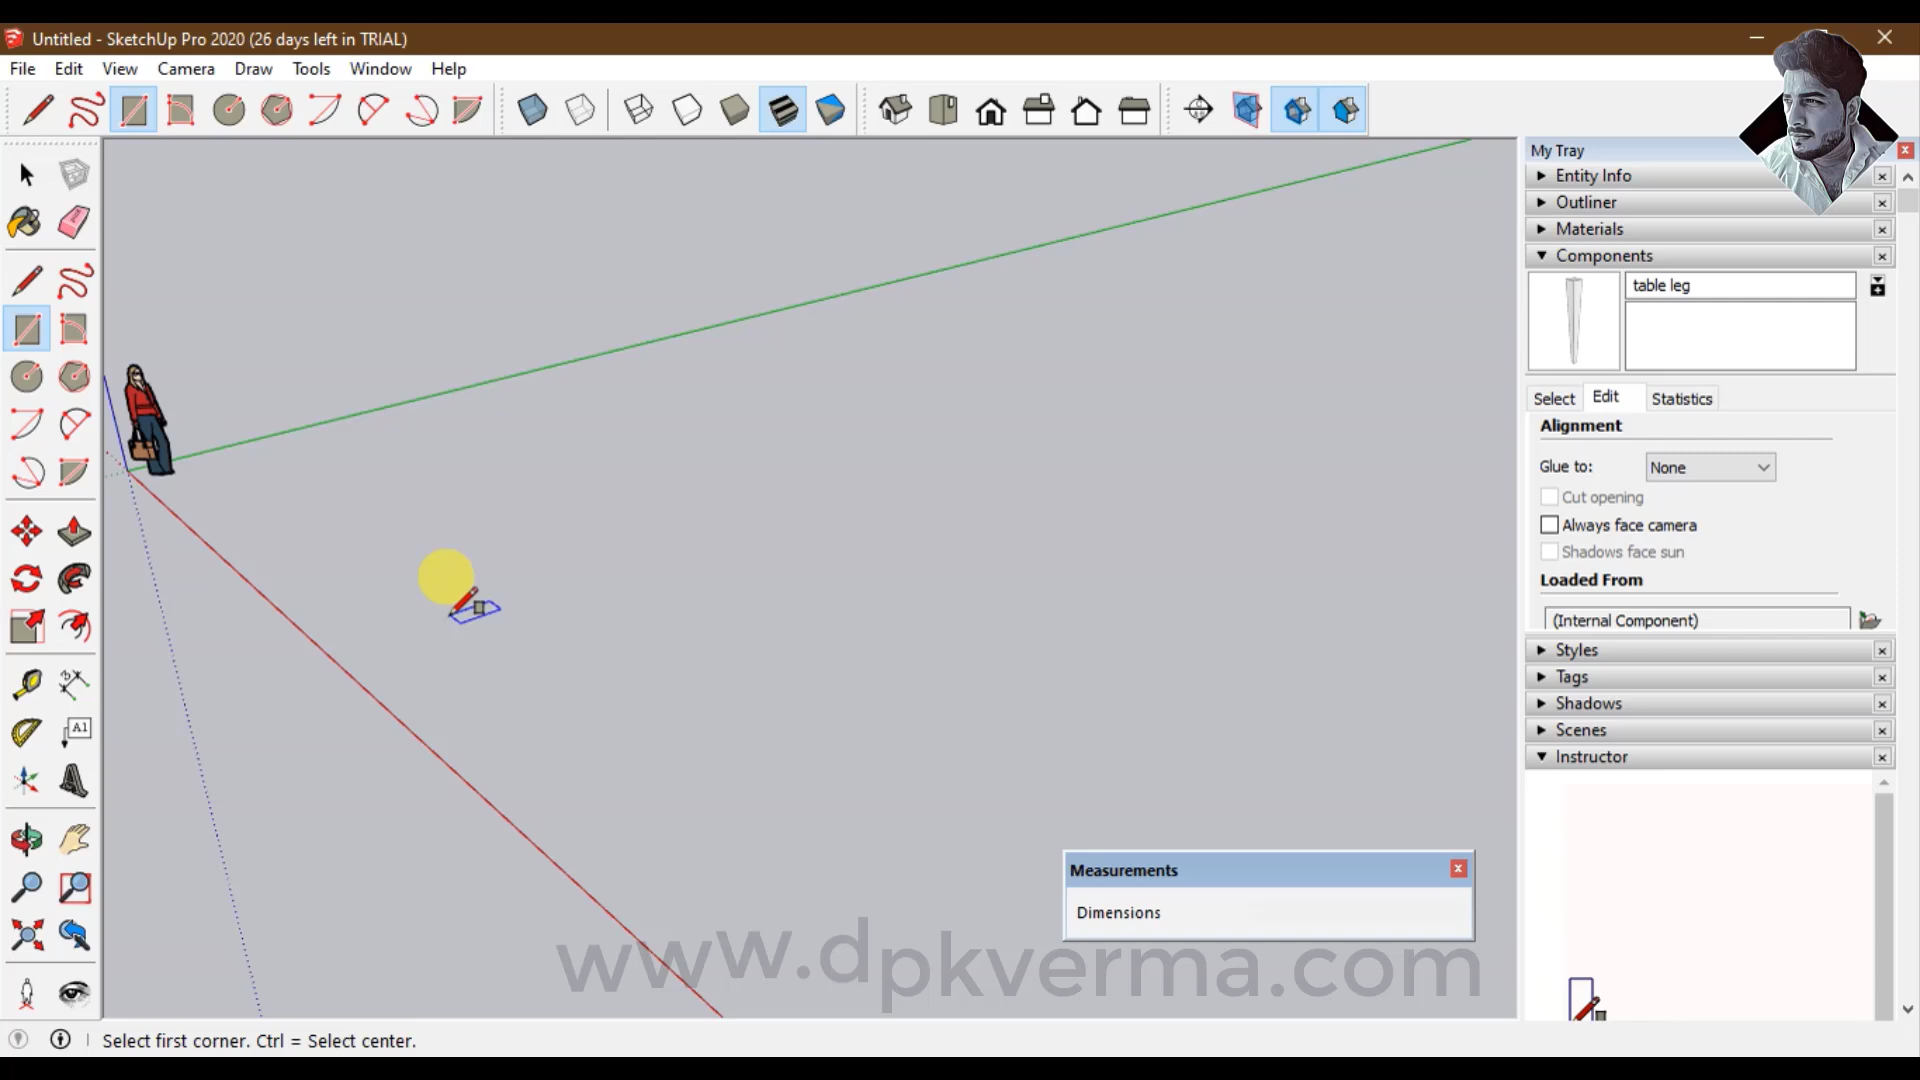 Untitled - SketchUp Pro 2020 (26 days left in TRIAL)
File Edit View Camera Draw Tools Window Help
My Tray
Entity Info
Outliner
Materials
Components
table leg
Select Edit Statistics
Alignment
Glue to: None
Cut opening
Always face camera
Shadows face sun
Loaded From
(Internal Component)
Styles
Tags
Shadows
Scenes
Instructor
A1
Measurements
Dimensions
www.dpkverma.com
Select first corner. Ctrl = Select center.